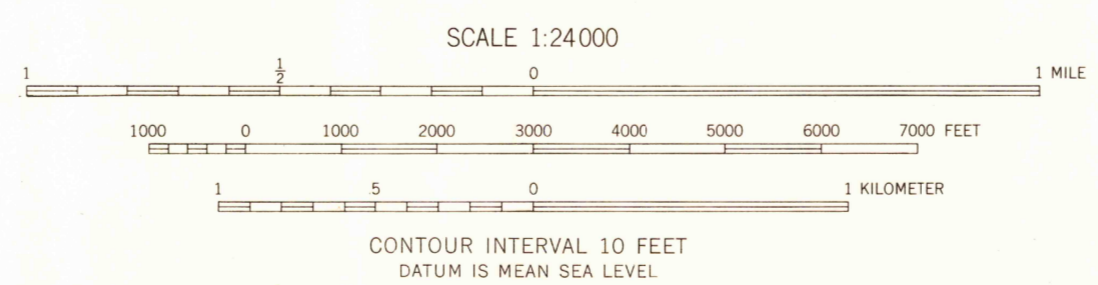 SCALE 1:24000
1 1/2 0 1 MILE
1000 0 1000 2000 3000 4000 5000 6000 7000 FEET
1 .5 0 1 KILOMETER
CONTOUR INTERVAL 10 FEET
DATUM IS MEAN SEA LEVEL